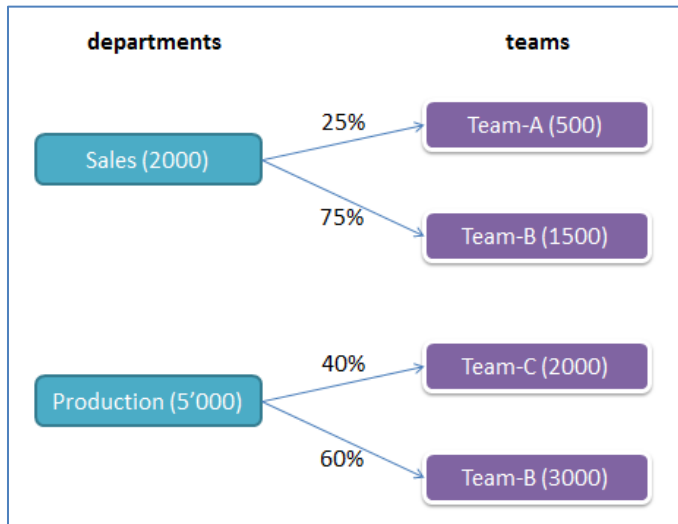 departments
teams
25%
Team-A (500)
Sales (2000)
75%
Team-B (1500)
40%
Team-C (2000)
Production (5’000)
60%
Team-B (3000)